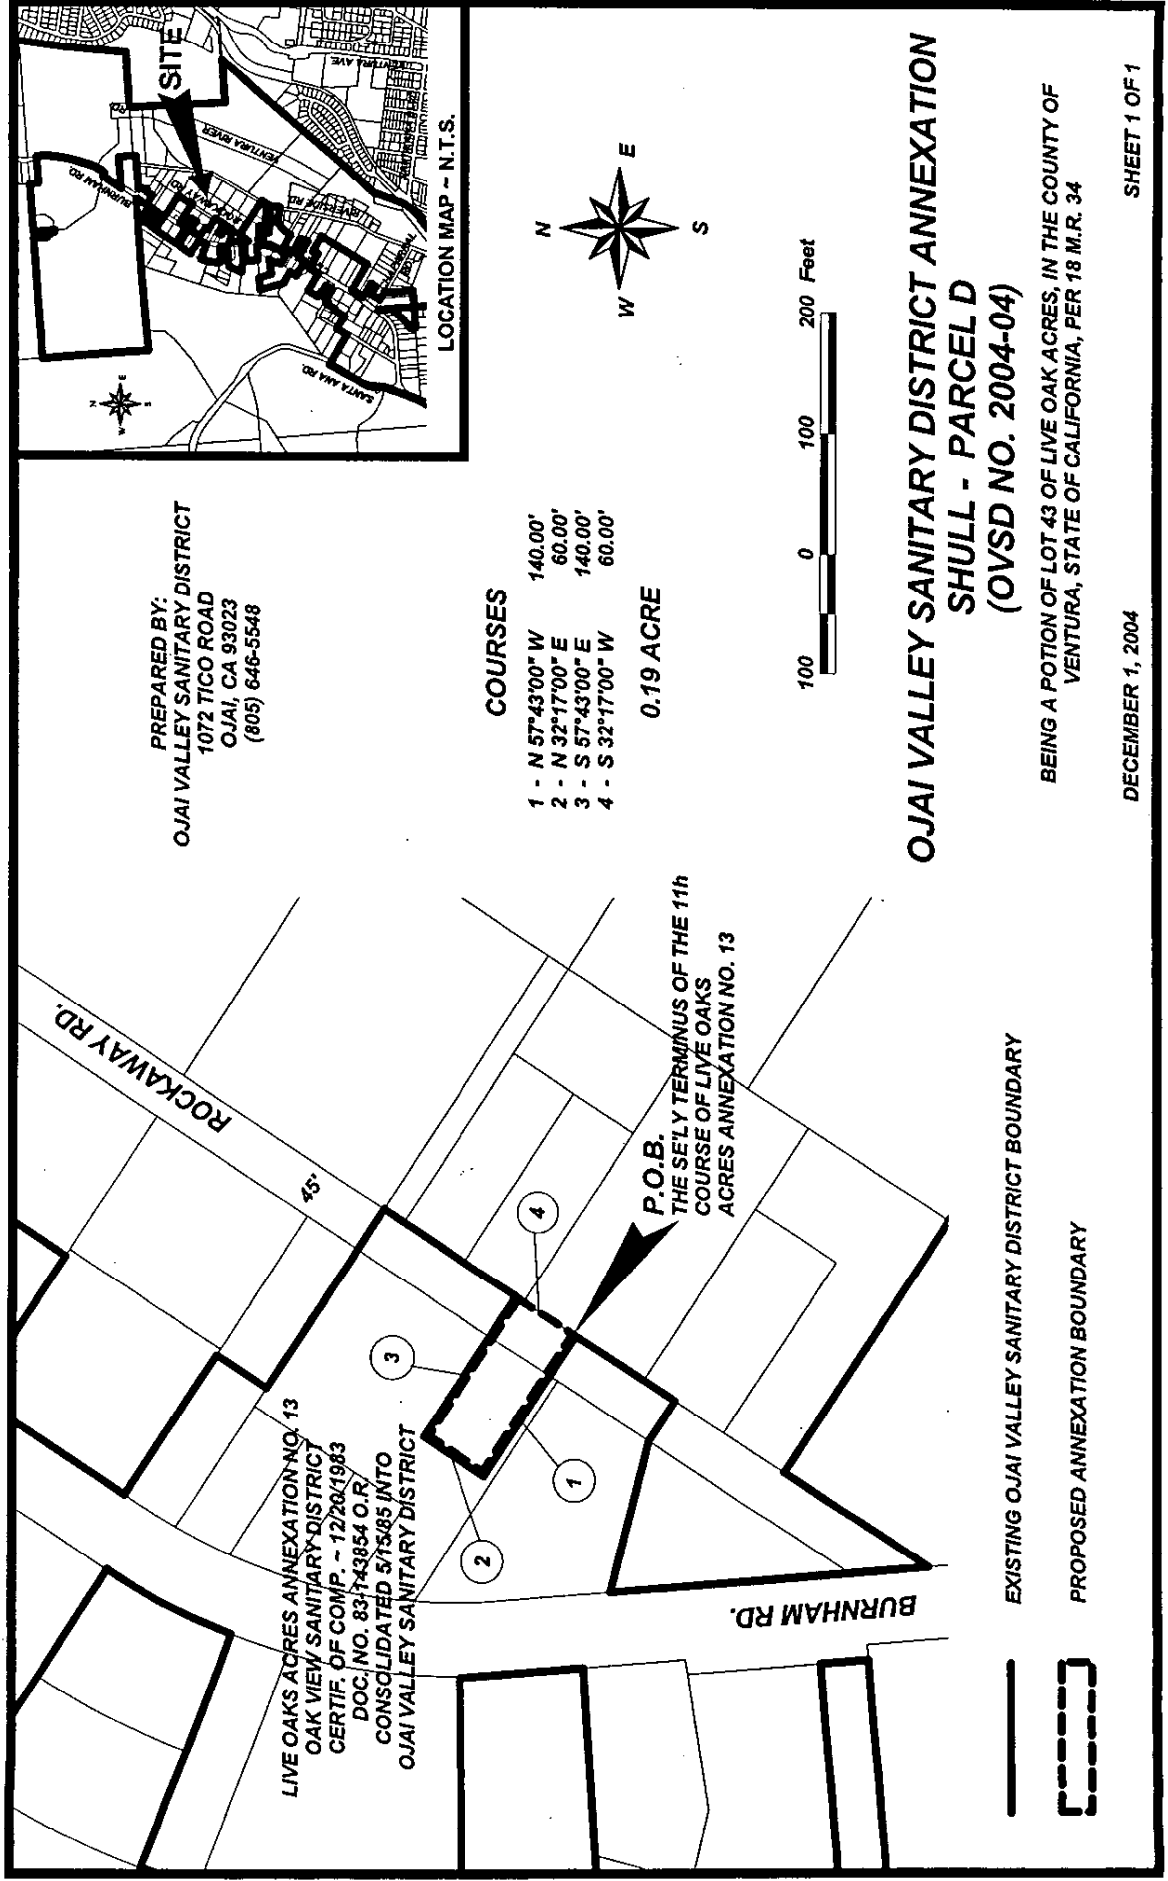 LIVE OAKS ACRES ANNEXATION NO. 13
OAK VIEW SANITARY DISTRICT
CERTIF. OF COMP. ~ 12/20/1983
DOC. NO. 83-143854 O.R.
CONSOLIDATED 5/15/85 INTO
OJAI VALLEY SANITARY DISTRICT
ROCKAWAY RD.
45'
BURNHAM RD.
1
2
3
4
P.O.B.
THE SE'LY TERMINUS OF THE 11h
COURSE OF LIVE OAKS
ACRES ANNEXATION NO. 13
PREPARED BY:
OJAI VALLEY SANITARY DISTRICT
1072 TICO ROAD
OJAI, CA 93023
(805) 646-5548
COURSES
1 - N 57°43'00" W 140.00'
2 - N 32°17'00" E 60.00'
3 - S 57°43'00" E 140.00'
4 - S 32°17'00" W 60.00'
0.19 ACRE
SITE
BURNHAM RD.
ROCKAWAY RD
RD
VENTURA RIVER
RIVERSIDE RD.
VENTURA AVE.
SANTA ANA RD.
N
W E
S
LOCATION MAP ~ N.T.S.
N
W E
S
100 0 100 200 Feet
EXISTING OJAI VALLEY SANITARY DISTRICT BOUNDARY
PROPOSED ANNEXATION BOUNDARY
OJAI VALLEY SANITARY DISTRICT ANNEXATION
SHULL - PARCEL D
(OVSD NO. 2004-04)
BEING A POTION OF LOT 43 OF LIVE OAK ACRES, IN THE COUNTY OF
VENTURA, STATE OF CALIFORNIA, PER 18 M.R. 34
DECEMBER 1, 2004
SHEET 1 OF 1